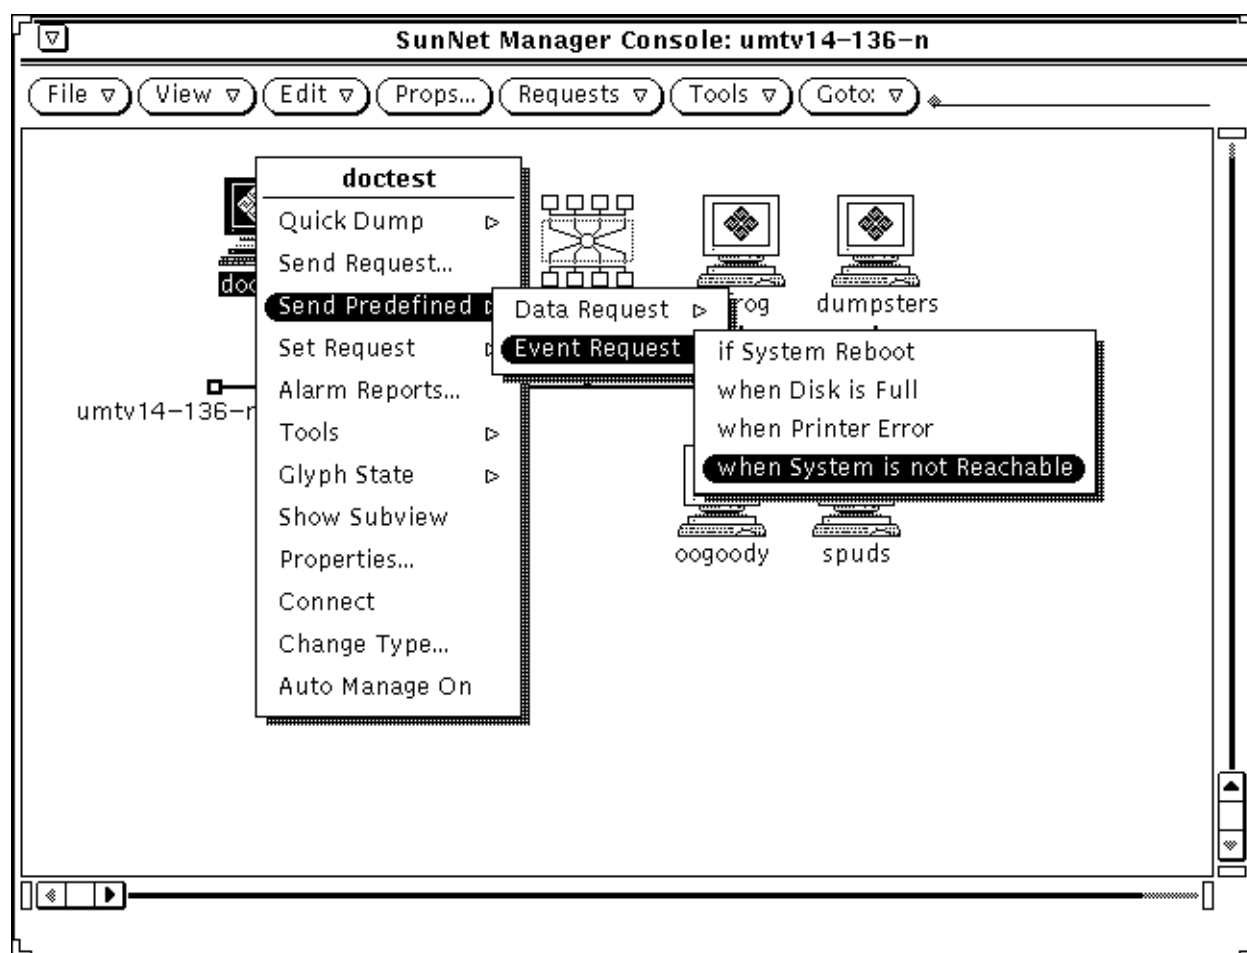 SunNet Manager Console: umtv14-136-n
File View Edit Props... Requests Tools Goto:
doctest
Quick Dump
Send Request...
Send Predefined
Set Request
Alarm Reports...
Tools
Glyph State
Show Subview
Properties...
Connect
Change Type...
Auto Manage On
Data Request
Event Request
if System Reboot
when Disk is Full
when Printer Error
when System is not Reachable
dumpsters
umtv14-136-n
oogoody
spuds